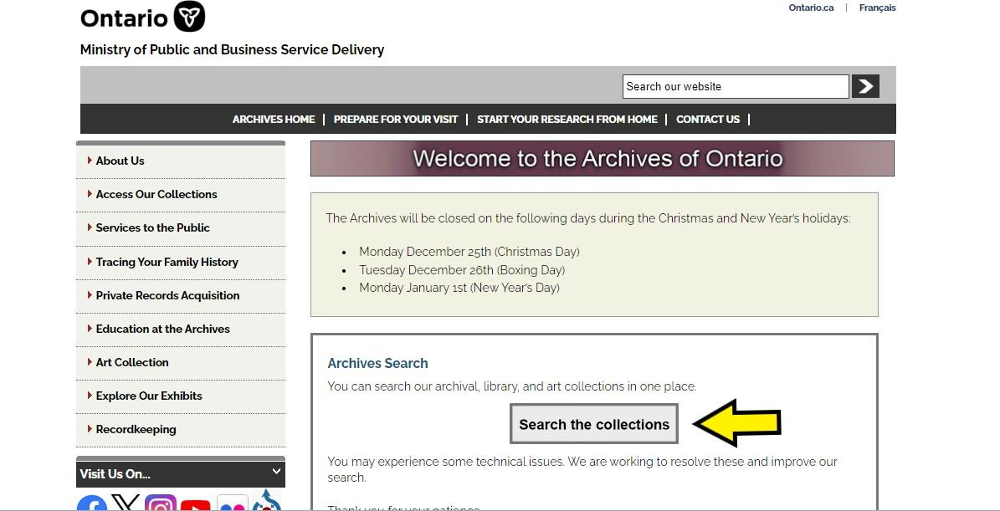 Ontario
Ontario.ca | Français
Ministry of Public and Business Service Delivery
Search our website
ARCHIVES HOME | PREPARE FOR YOUR VISIT | START YOUR RESEARCH FROM HOME | CONTACT US |
About Us
Access Our Collections
Services to the Public
Tracing Your Family History
Private Records Acquisition
Education at the Archives
Art Collection
Explore Our Exhibits
Recordkeeping
Visit Us On...
Welcome to the Archives of Ontario
The Archives will be closed on the following days during the Christmas and New Year's holidays:
• Monday December 25th (Christmas Day)
• Tuesday December 26th (Boxing Day)
• Monday January 1st (New Year's Day)
Archives Search
You can search our archival, library, and art collections in one place.
Search the collections
You may experience some technical issues. We are working to resolve these and improve our
search.
Thank you for your patience.